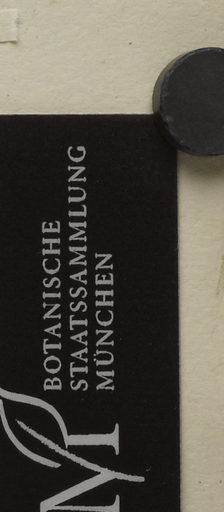 BOTANISCHE
STAATSSAMMLUNG
MÜNCHEN
M